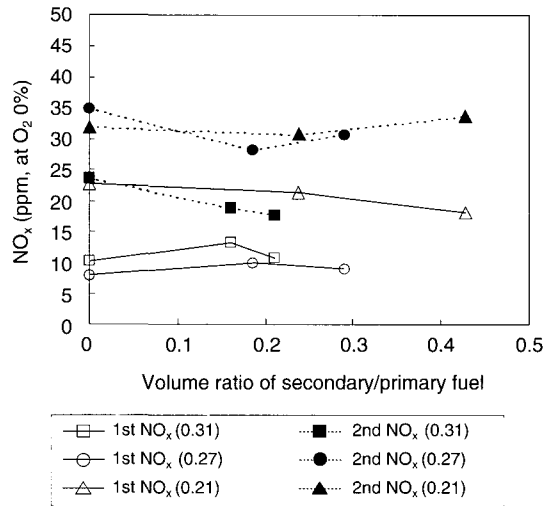 50
45
40
35
30
25
20
15
10
5
0
NOx (ppm, at O2 0%)
0 0.1 0.2 0.3 0.4 0.5
Volume ratio of secondary/primary fuel
1st NOx (0.31) 2nd NOx (0.31)
1st NOx (0.27) 2nd NOx (0.27)
1st NOx (0.21) 2nd NOx (0.21)